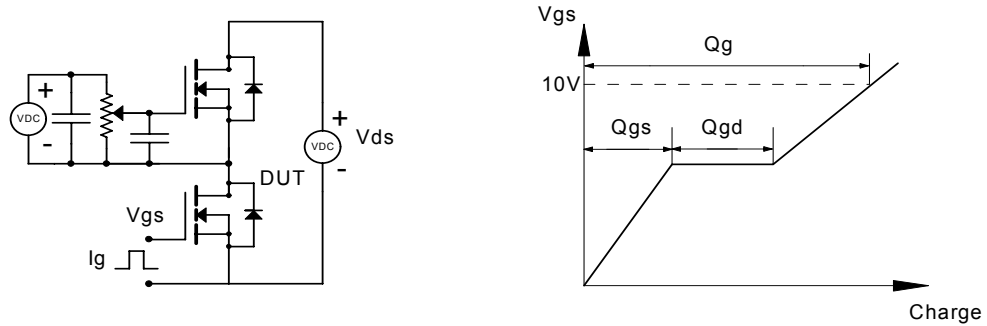 +
VDC
-
+
VDC
-
Vds
DUT
Vgs
Ig
Vgs
Qg
10V
Qgs
Qgd
Charge